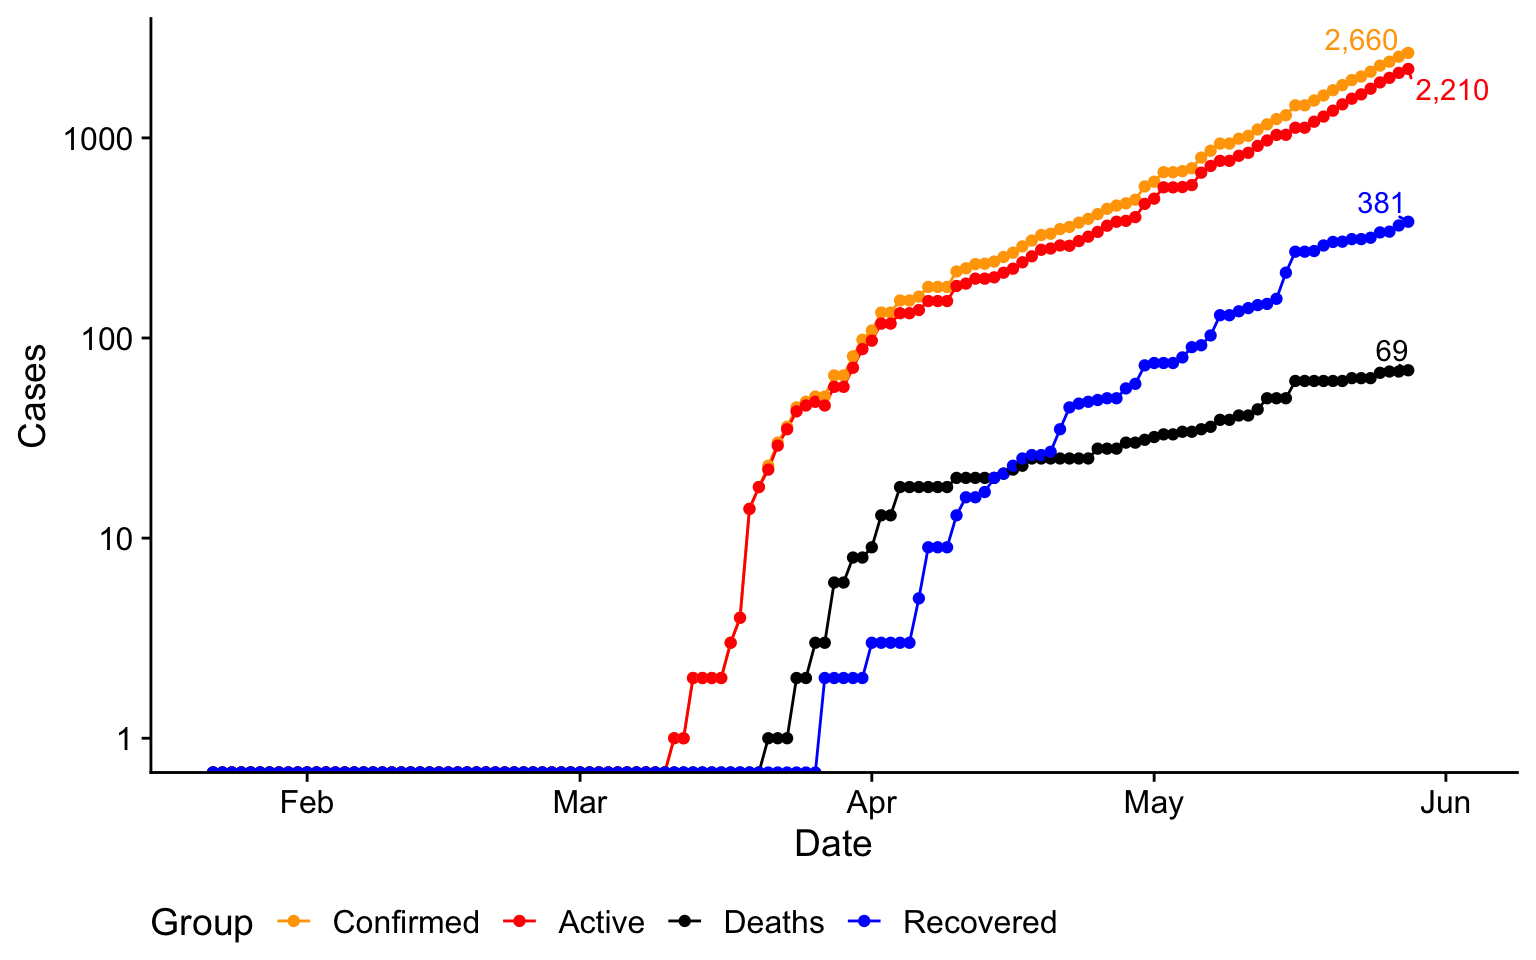 2,660
2,210
1000
381
100
69
10
1
Cases
Feb Mar Apr May Jun
Date
Group Confirmed Active Deaths Recovered